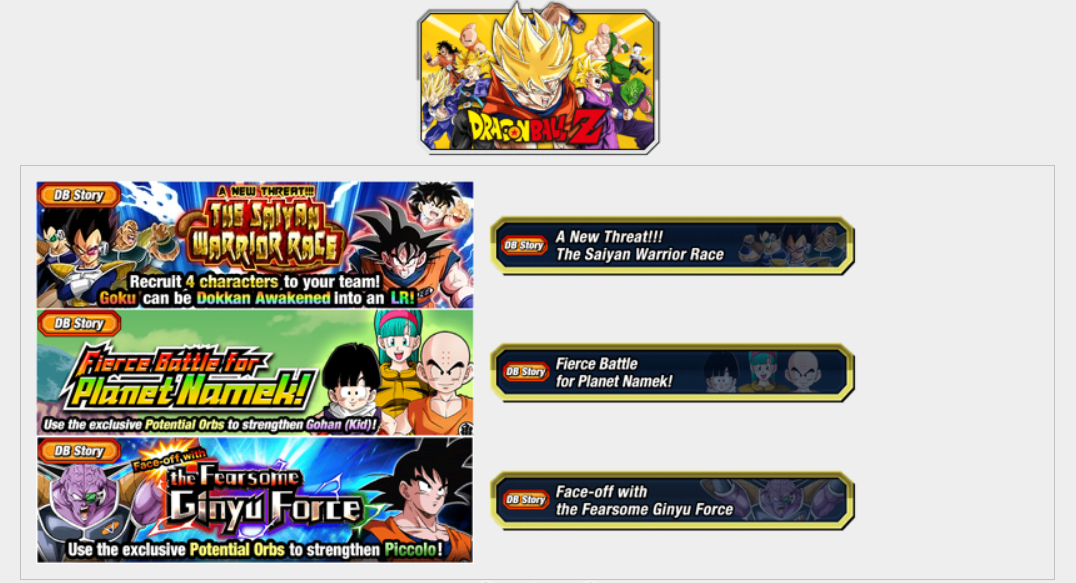 DRAGON BALL Z
DB Story
A NEW THREAT!!!
THE SAIYAN
WARRIOR RACE
Recruit 4 characters to your team!
Goku can be Dokkan Awakened into an LR!
DB Story
A New Threat!!!
The Saiyan Warrior Race
DB Story
Fierce Battle for
Planet Namek!
Use the exclusive Potential Orbs to strengthen Gohan (Kid)!
DB Story
Fierce Battle
for Planet Namek!
DB Story
Face-off with
the Fearsome
Ginyu Force
Use the exclusive Potential Orbs to strengthen Piccolo!
DB Story
Face-off with
the Fearsome Ginyu Force